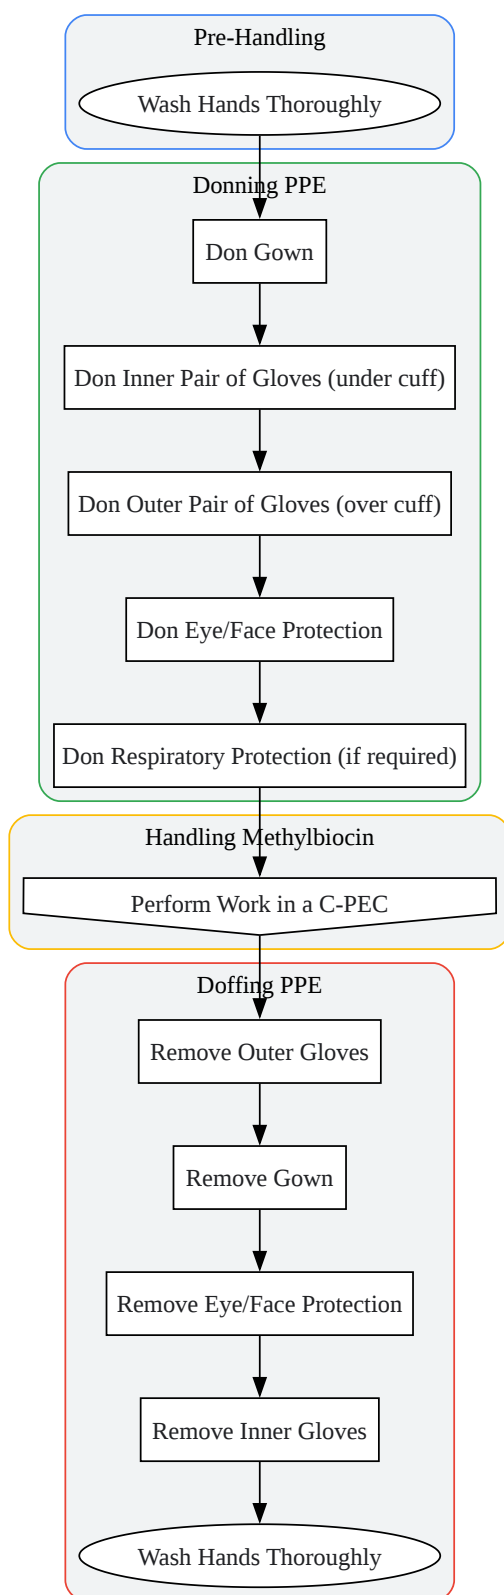 Pre-Handling
Wash Hands Thoroughly
Donning PPE
Don Gown
Don Inner Pair of Gloves (under cuff)
Don Outer Pair of Gloves (over cuff)
Don Eye/Face Protection
Don Respiratory Protection (if required)
Handling Methylbiocin
Perform Work in a C-PEC
Doffing PPE
Remove Outer Gloves
Remove Gown
Remove Eye/Face Protection
Remove Inner Gloves
Wash Hands Thoroughly